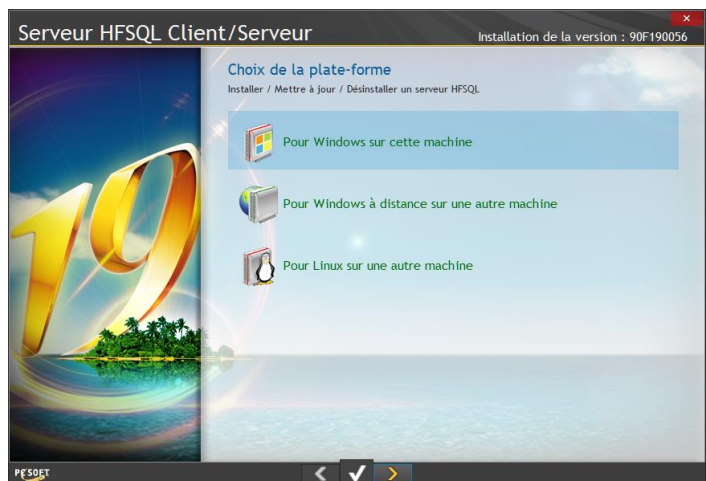 Serveur HFSQL Client/Serveur
Installation de la version : 90F190056
Choix de la plate-forme
Installer / Mettre à jour / Désinstaller un serveur HFSQL
Pour Windows sur cette machine
Pour Windows à distance sur une autre machine
Pour Linux sur une autre machine
19
PC SOFT